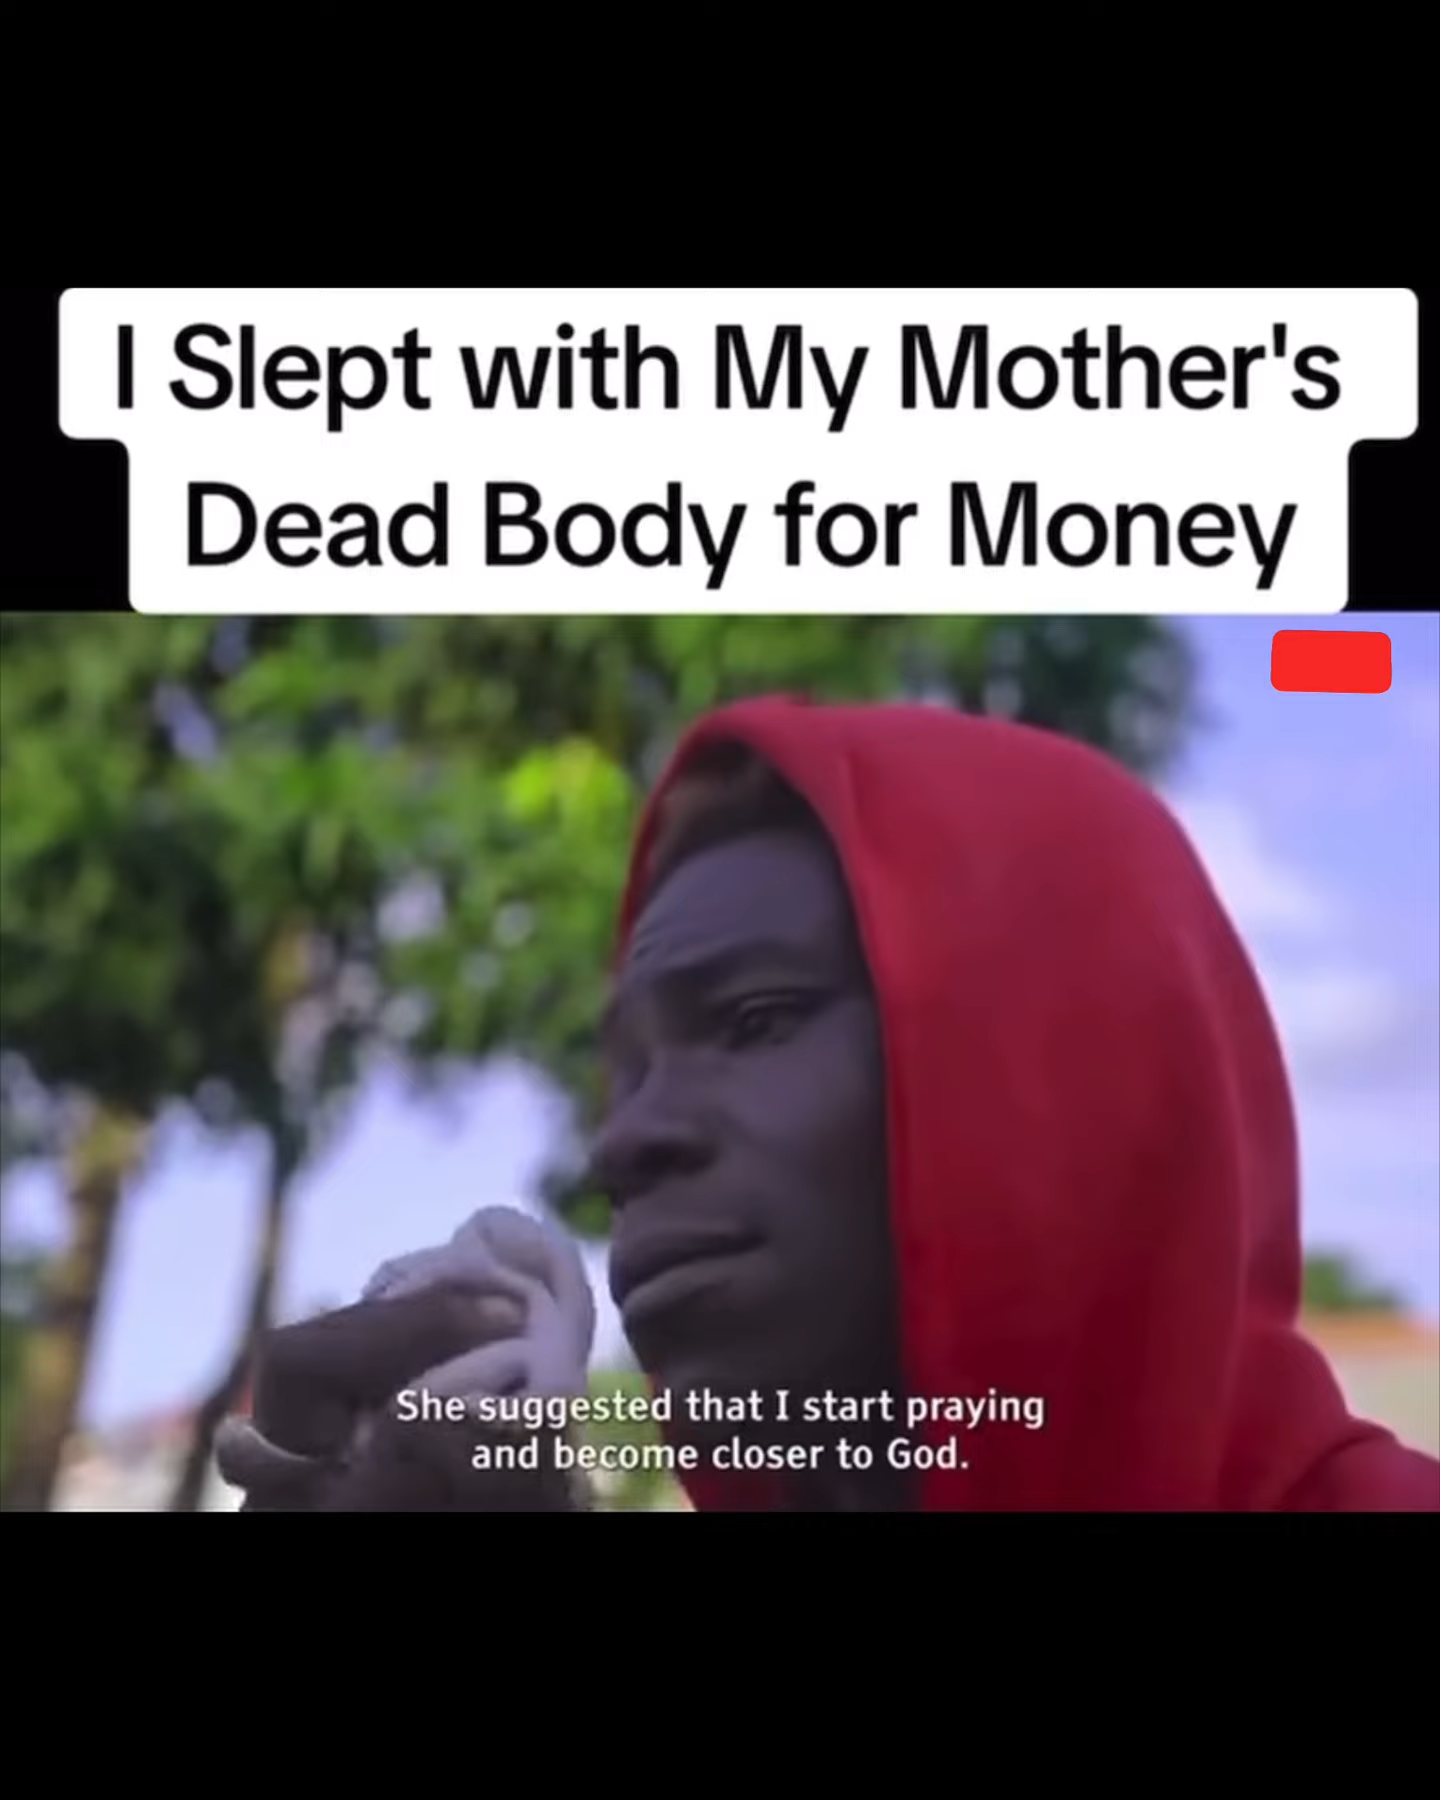 I Slept with My Mother's
Dead Body for Money
She suggested that I start praying
and become closer to God.